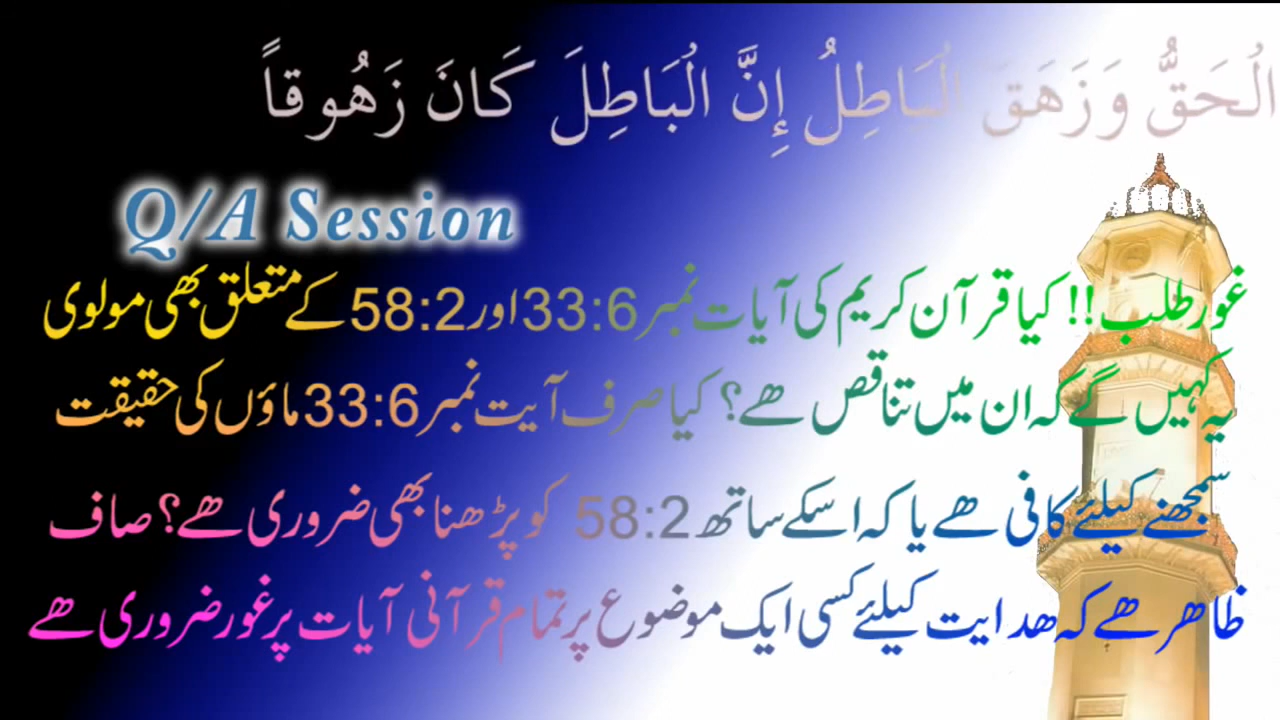 الْحَقُّ وَزَهَقَ الْبَاطِلُ إِنَّ الْبَاطِلَ كَانَ زَهُوقاً
Q/A Session
غور طلب!! کیا قرآن کریم کی آیات نمبر 33:6 اور 58:2 کے متعلق بھی مولوی
یہ کہیں گے کہ ان میں تناقص ھے؟ کیا صرف آیت نمبر 33:6 ماؤں کی حقیقت
سمجھنے کیلئے کافی ھے یا کہ اسکے ساتھ 58:2 کو پڑھنا بھی ضروری ھے؟ صاف
ظاھر ھے کہ ھدایت کیلئے کسی ایک موضوع پر تمام قرآنی آیات پر غور ضروری ھے